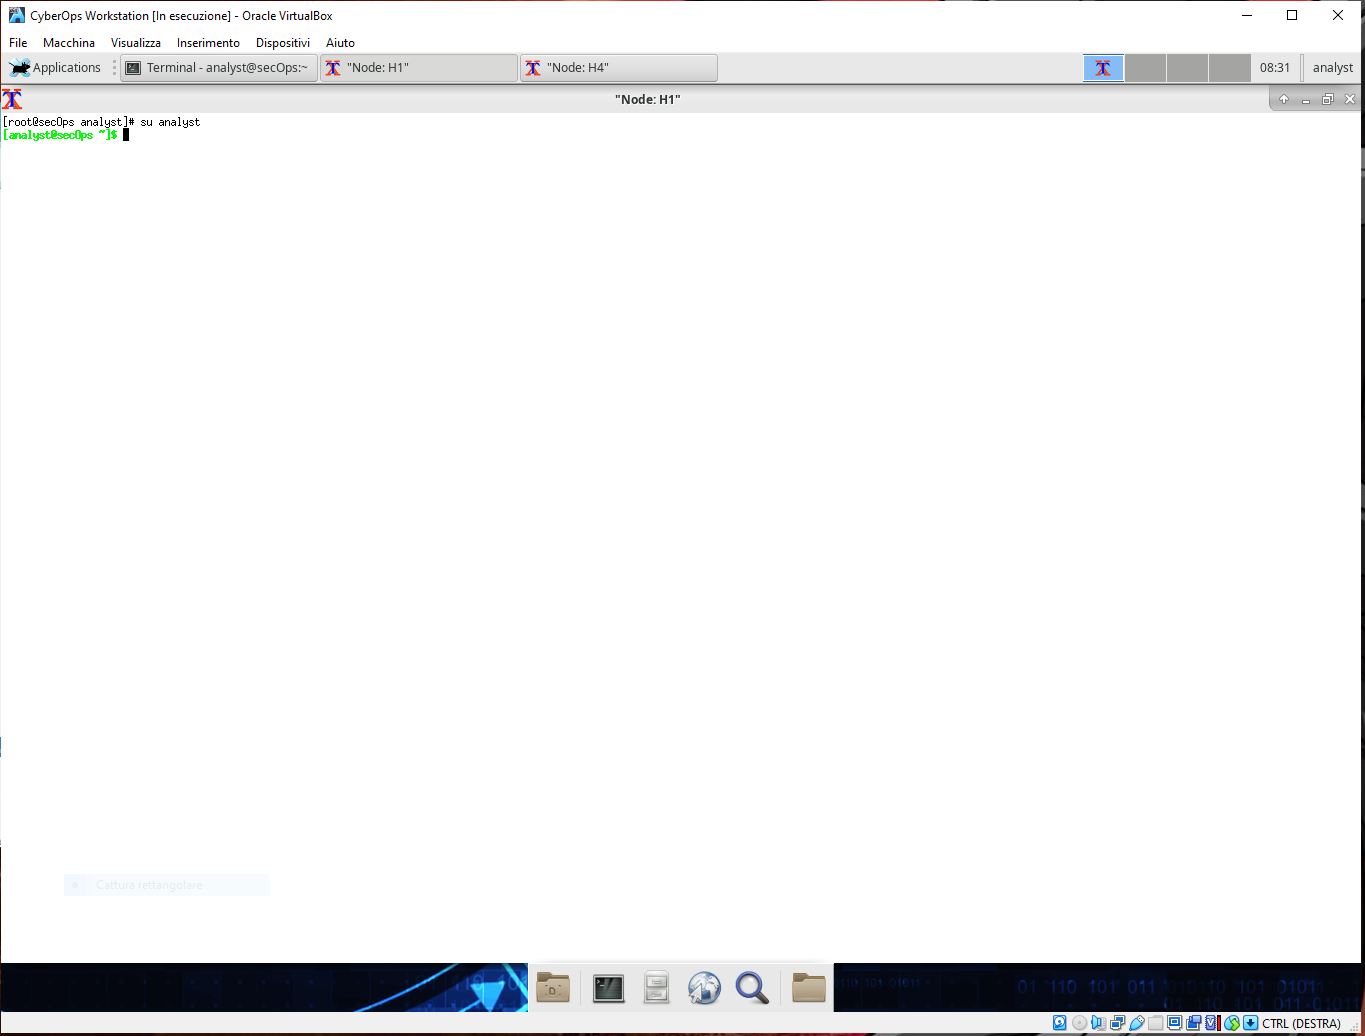 CyberOps Workstation [In esecuzione] - Oracle VirtualBox
File Macchina Visualizza Inserimento Dispositivi Aiuto
Applications Terminal - analyst@secOps:~ "Node: H1" "Node: H4" 08:31 analyst
"Node: H1"
[root@secOps analyst]# su analyst
[analyst@secOps ~]$
Cattura rettangolare
CTRL (DESTRA)